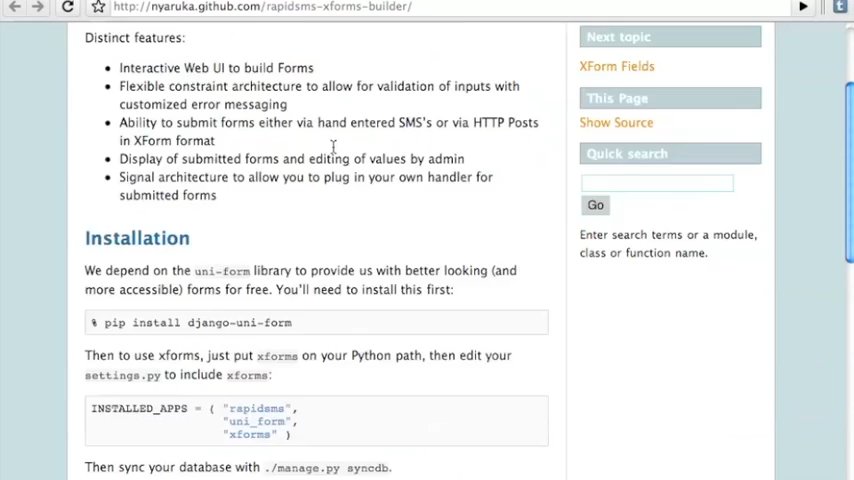 http://nyaruka.github.com/rapidsms-xforms-builder/
Distinct features:
Interactive Web UI to build Forms
Flexible constraint architecture to allow for validation of inputs with
customized error messaging
Ability to submit forms either via hand entered SMS's or via HTTP Posts
in XForm format
Display of submitted forms and editing of values by admin
Signal architecture to allow you to plug in your own handler for
submitted forms
Installation
We depend on the uni-form library to provide us with better looking (and
more accessible) forms for free. You'll need to install this first:
% pip install django-uni-form
Then to use xforms, just put xforms on your Python path, then edit your
settings.py to include xforms:
INSTALLED_APPS = ( "rapidsms",
"uni_form",
"xforms" )
Then sync your database with ./manage.py syncdb.
Next topic
XForm Fields
This Page
Show Source
Quick search
Go
Enter search terms or a module,
class or function name.